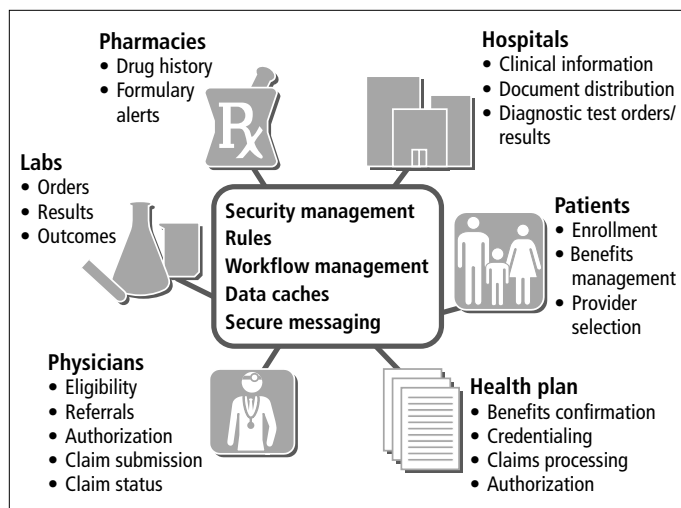 Pharmacies
• Drug history
• Formulary
alerts
Rx
Hospitals
• Clinical information
• Document distribution
• Diagnostic test orders/
results
Labs
• Orders
• Results
• Outcomes
Security management
Rules
Workflow management
Data caches
Secure messaging
Patients
• Enrollment
• Benefits
management
• Provider
selection
Physicians
• Eligibility
• Referrals
• Authorization
• Claim submission
• Claim status
Health plan
• Benefits confirmation
• Credentialing
• Claims processing
• Authorization